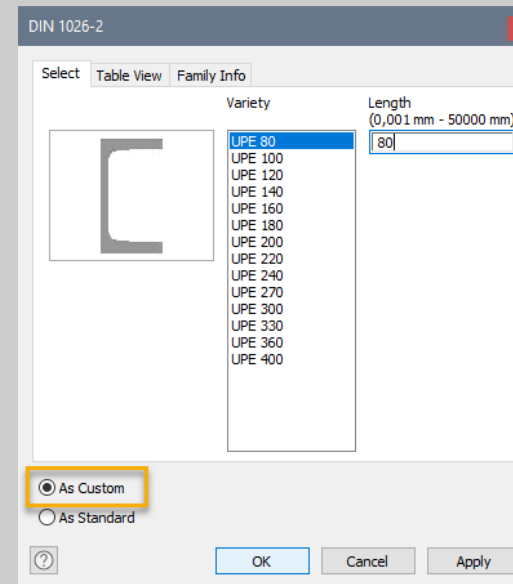 DIN 1026-2
Select Table View Family Info
Variety
Length
(0,001 mm - 50000 mm)
UPE 80
80
UPE 100
UPE 120
UPE 140
UPE 160
UPE 180
UPE 200
UPE 220
UPE 240
UPE 270
UPE 300
UPE 330
UPE 360
UPE 400
As Custom
As Standard
? OK Cancel Apply